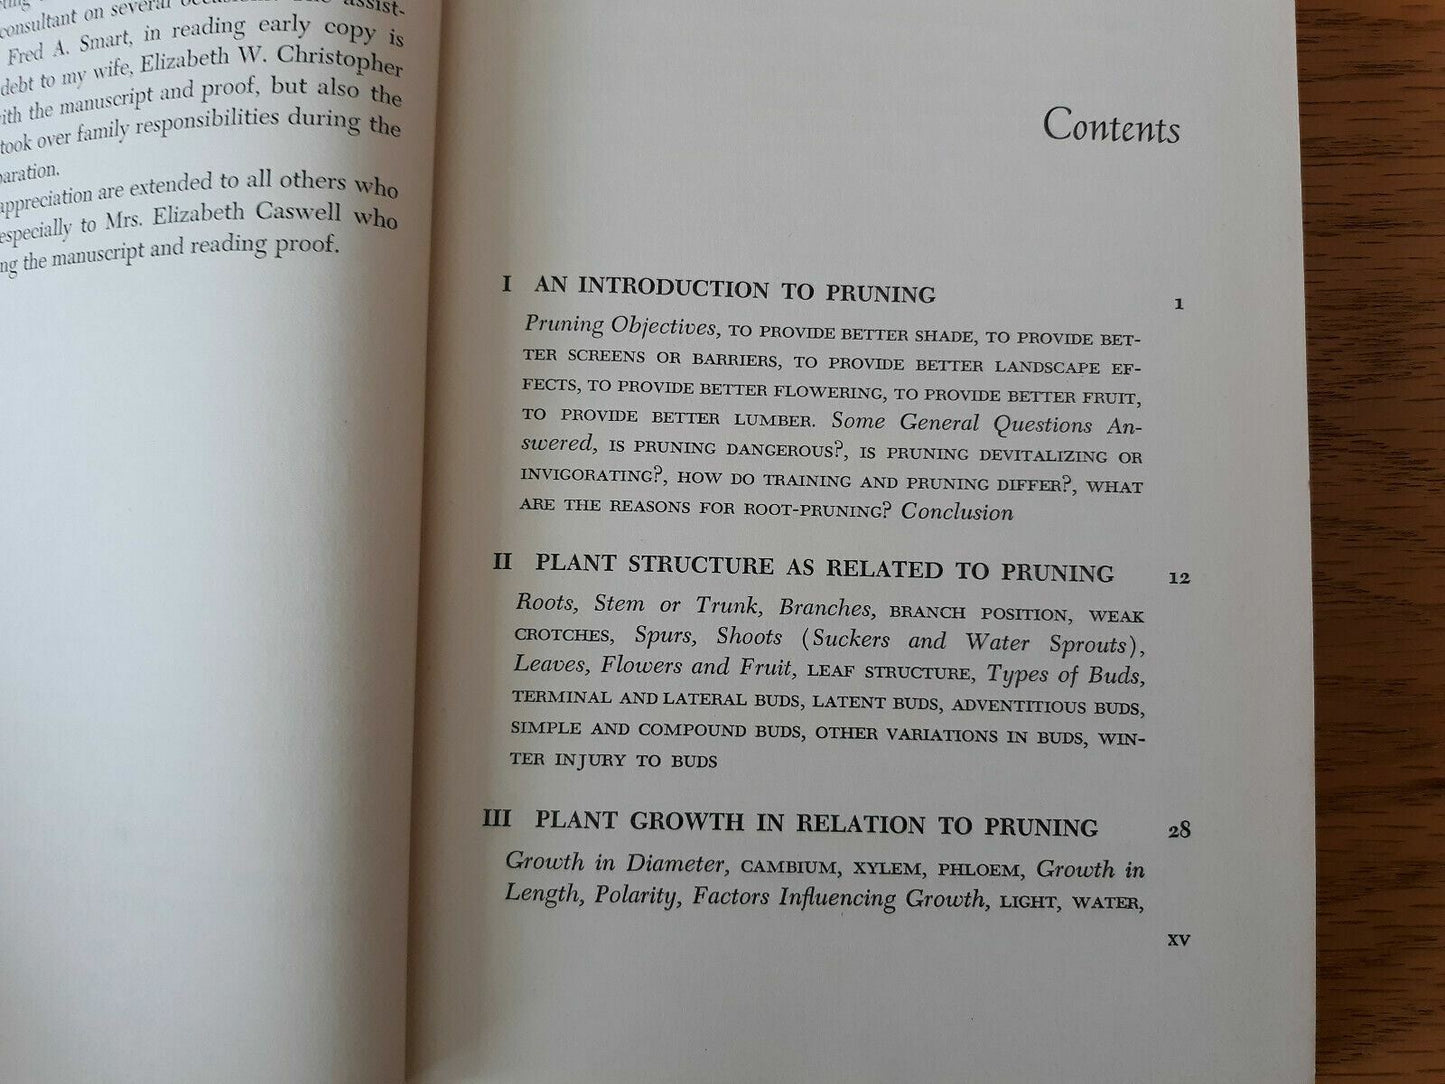 consultant on several occasions. The assist-
Fred A. Smart, in reading early copy is
debt to my wife, Elizabeth W. Christopher
with the manuscript and proof, but also the
took over family responsibilities during the
paration.
appreciation are extended to all others who
especially to Mrs. Elizabeth Caswell who
ng the manuscript and reading proof.
Contents
I AN INTRODUCTION TO PRUNING 1
Pruning Objectives, TO PROVIDE BETTER SHADE, TO PROVIDE BET-
TER SCREENS OR BARRIERS, TO PROVIDE BETTER LANDSCAPE EF-
FECTS, TO PROVIDE BETTER FLOWERING, TO PROVIDE BETTER FRUIT,
TO PROVIDE BETTER LUMBER. Some General Questions An-
swered, IS PRUNING DANGEROUS?, IS PRUNING DEVITALIZING OR
INVIGORATING?, HOW DO TRAINING AND PRUNING DIFFER?, WHAT
ARE THE REASONS FOR ROOT-PRUNING? Conclusion
II PLANT STRUCTURE AS RELATED TO PRUNING 12
Roots, Stem or Trunk, Branches, BRANCH POSITION, WEAK
CROTCHES, Spurs, Shoots (Suckers and Water Sprouts),
Leaves, Flowers and Fruit, LEAF STRUCTURE, Types of Buds,
TERMINAL AND LATERAL BUDS, LATENT BUDS, ADVENTITIOUS BUDS,
SIMPLE AND COMPOUND BUDS, OTHER VARIATIONS IN BUDS, WIN-
TER INJURY TO BUDS
III PLANT GROWTH IN RELATION TO PRUNING 28
Growth in Diameter, CAMBIUM, XYLEM, PHLOEM, Growth in
Length, Polarity, Factors Influencing Growth, LIGHT, WATER,
XV